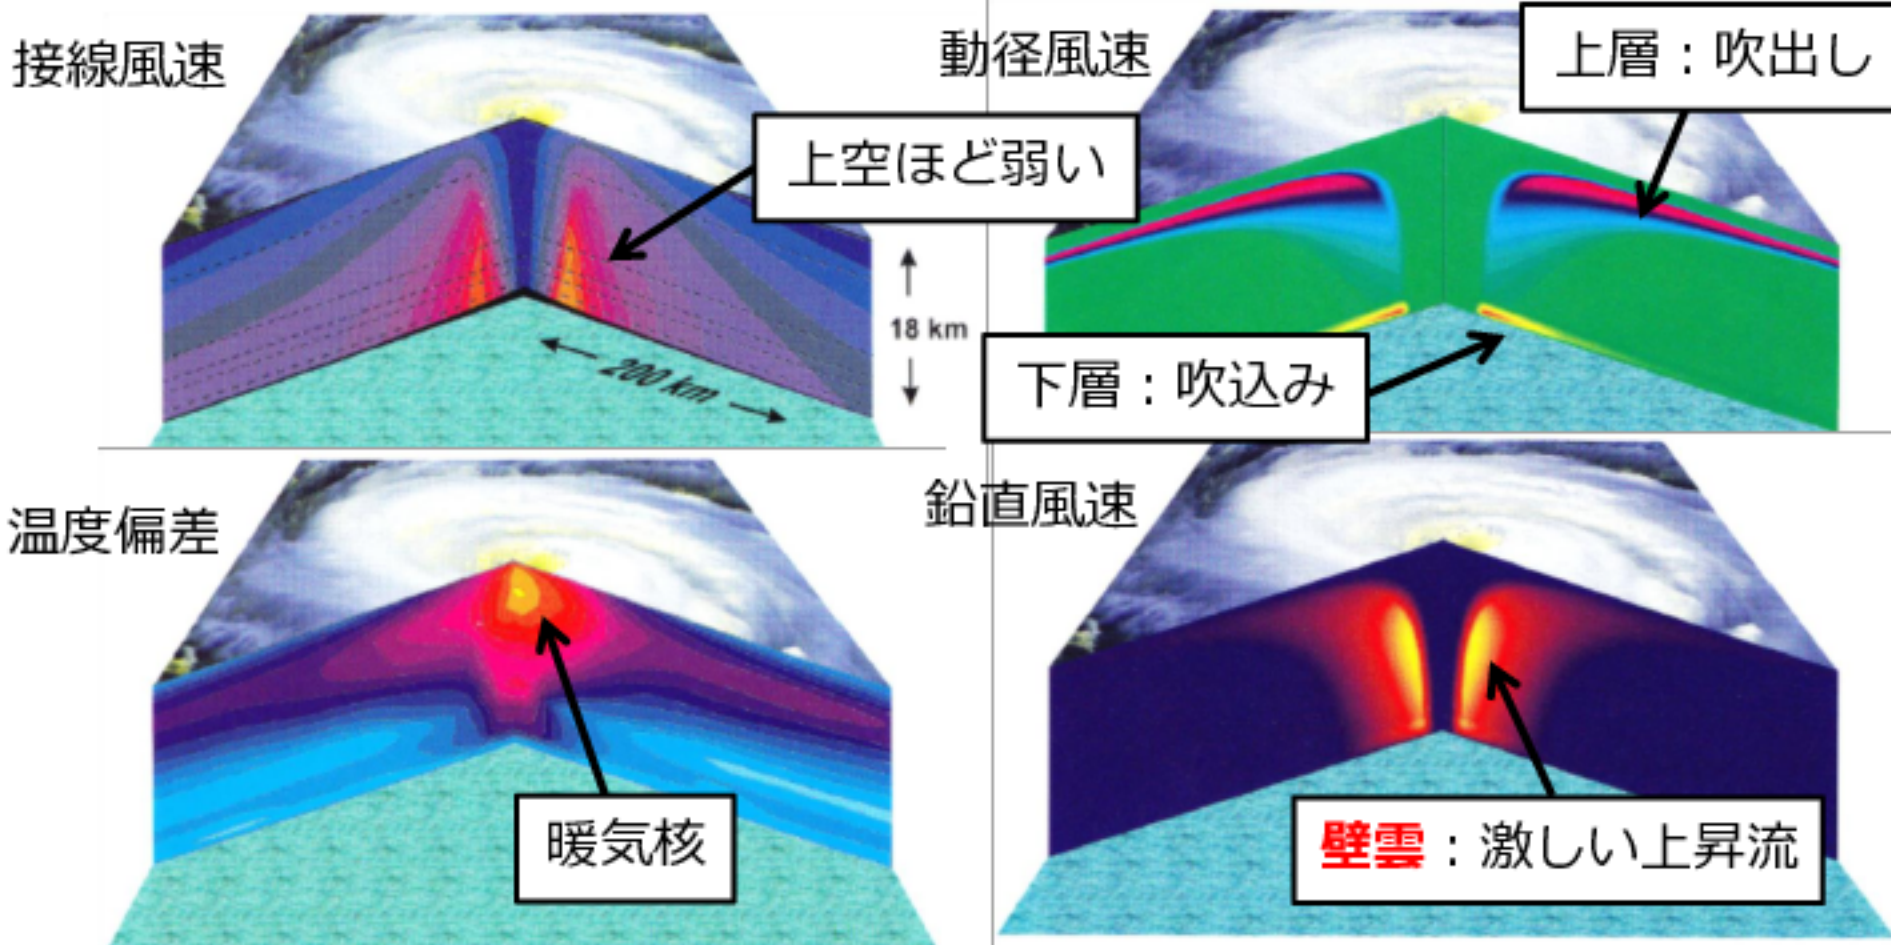 接線風速
上空ほど弱い
18 km
200 km
動径風速
上層：吹出し
下層：吹込み
温度偏差
暖気核
鉛直風速
壁雲：激しい上昇流